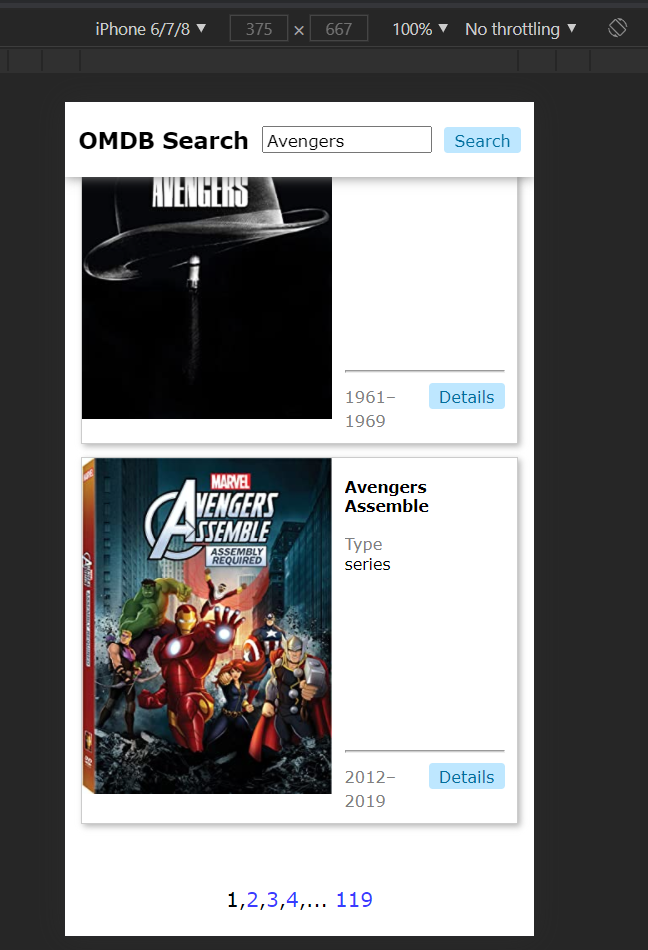 iPhone 6/7/8 ▼ 375 × 667 100% ▼ No throttling ▼
OMDB Search Avengers Search
AVENGERS
1961–
1969
Details
MARVEL
AVENGERS
ASSEMBLE
ASSEMBLY
REQUIRED
Avengers
Assemble
Type
series
2012–
2019
Details
1,2,3,4,... 119